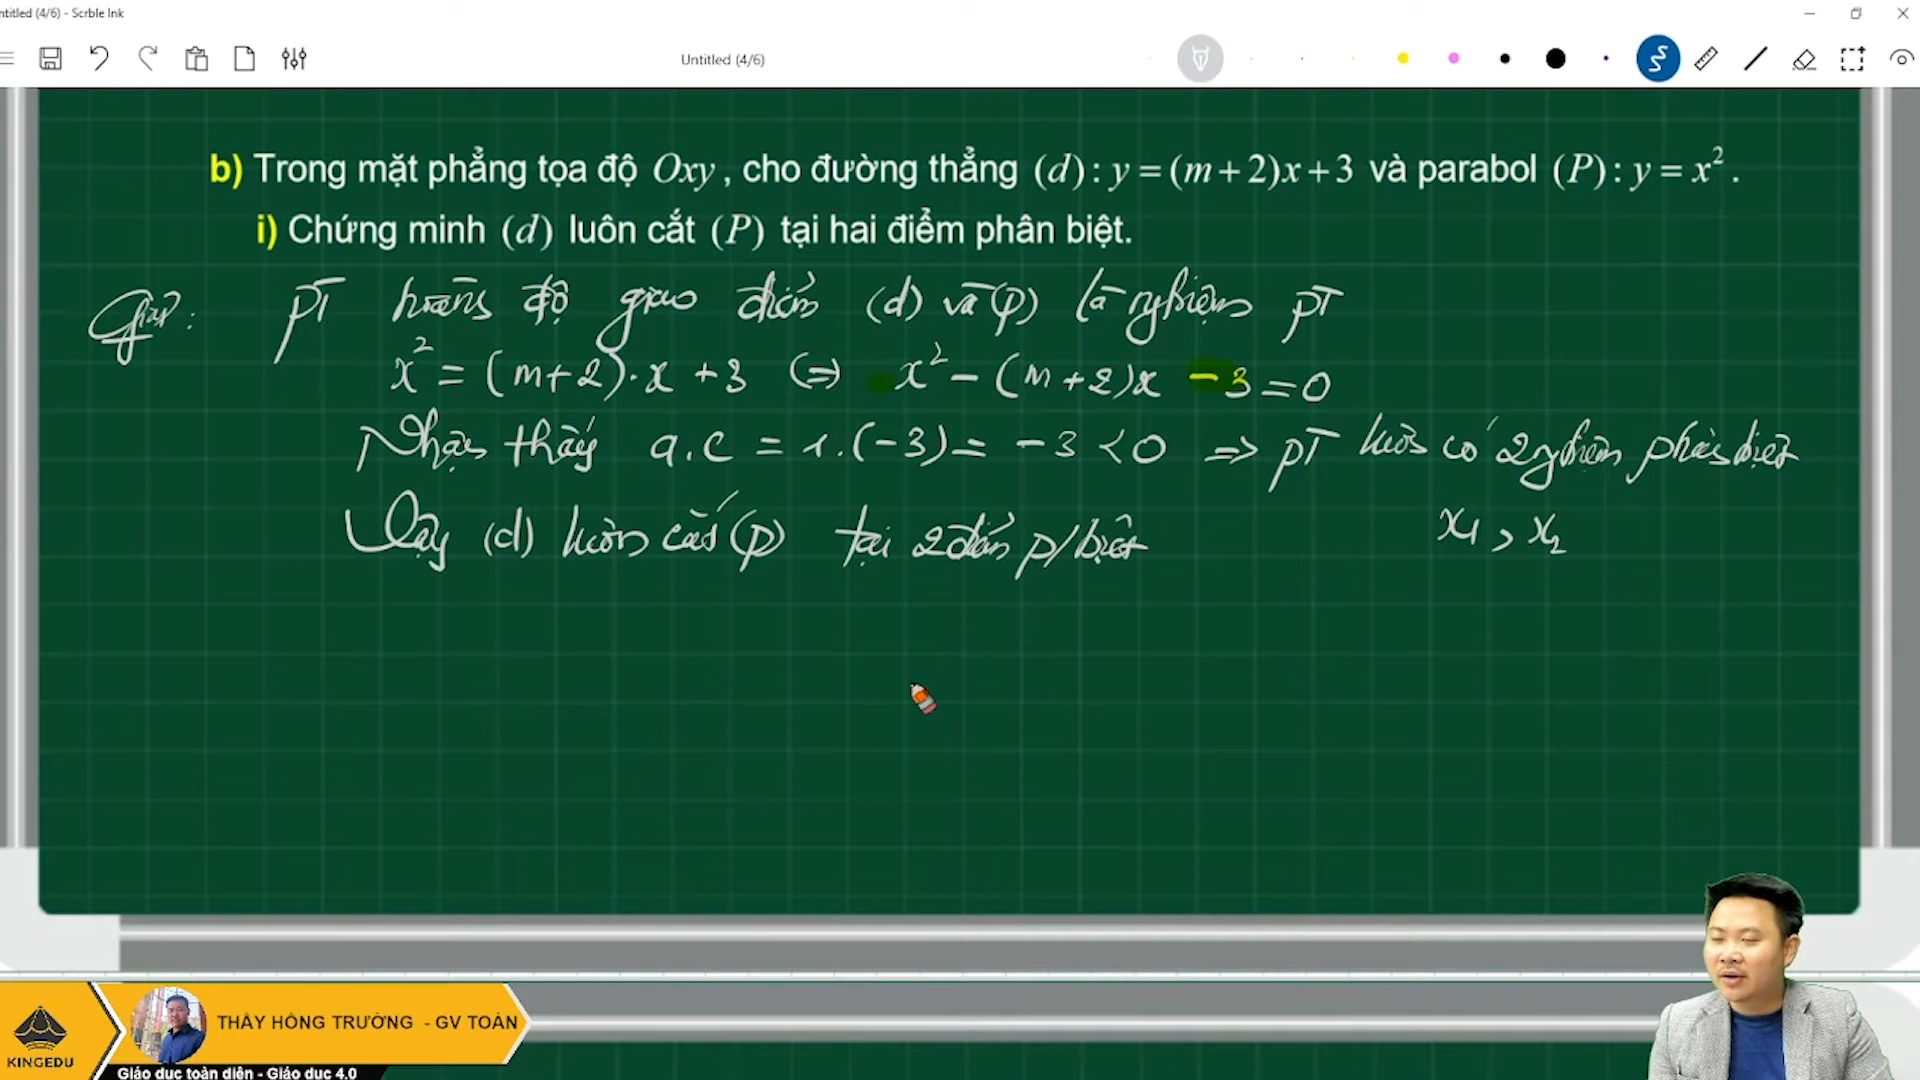 ntitled (4/6) - Scrble Ink
Untitled (4/6)
b) Trong mặt phẳng tọa độ Oxy, cho đường thẳng (d): y = (m+2)x+3 và parabol (P): y = x².
i) Chứng minh (d) luôn cắt (P) tại hai điểm phân biệt.
Giải: PT hoành độ giao điểm (d) và (P) là nghiệm PT
x² = (m+2).x +3 (=) x² - (m+2)x -3 = 0
Nhận thấy a.c = 1.(-3) = -3 < 0 => PT luôn có 2 nghiệm phân biệt
x₁, x₂
Vậy (d) luôn cắt (P) tại 2 điểm p/biệt
THẦY HỒNG TRƯỜNG - GV TOÁN
KINGEDU
Giáo dục toàn diện - Giáo dục 4.0